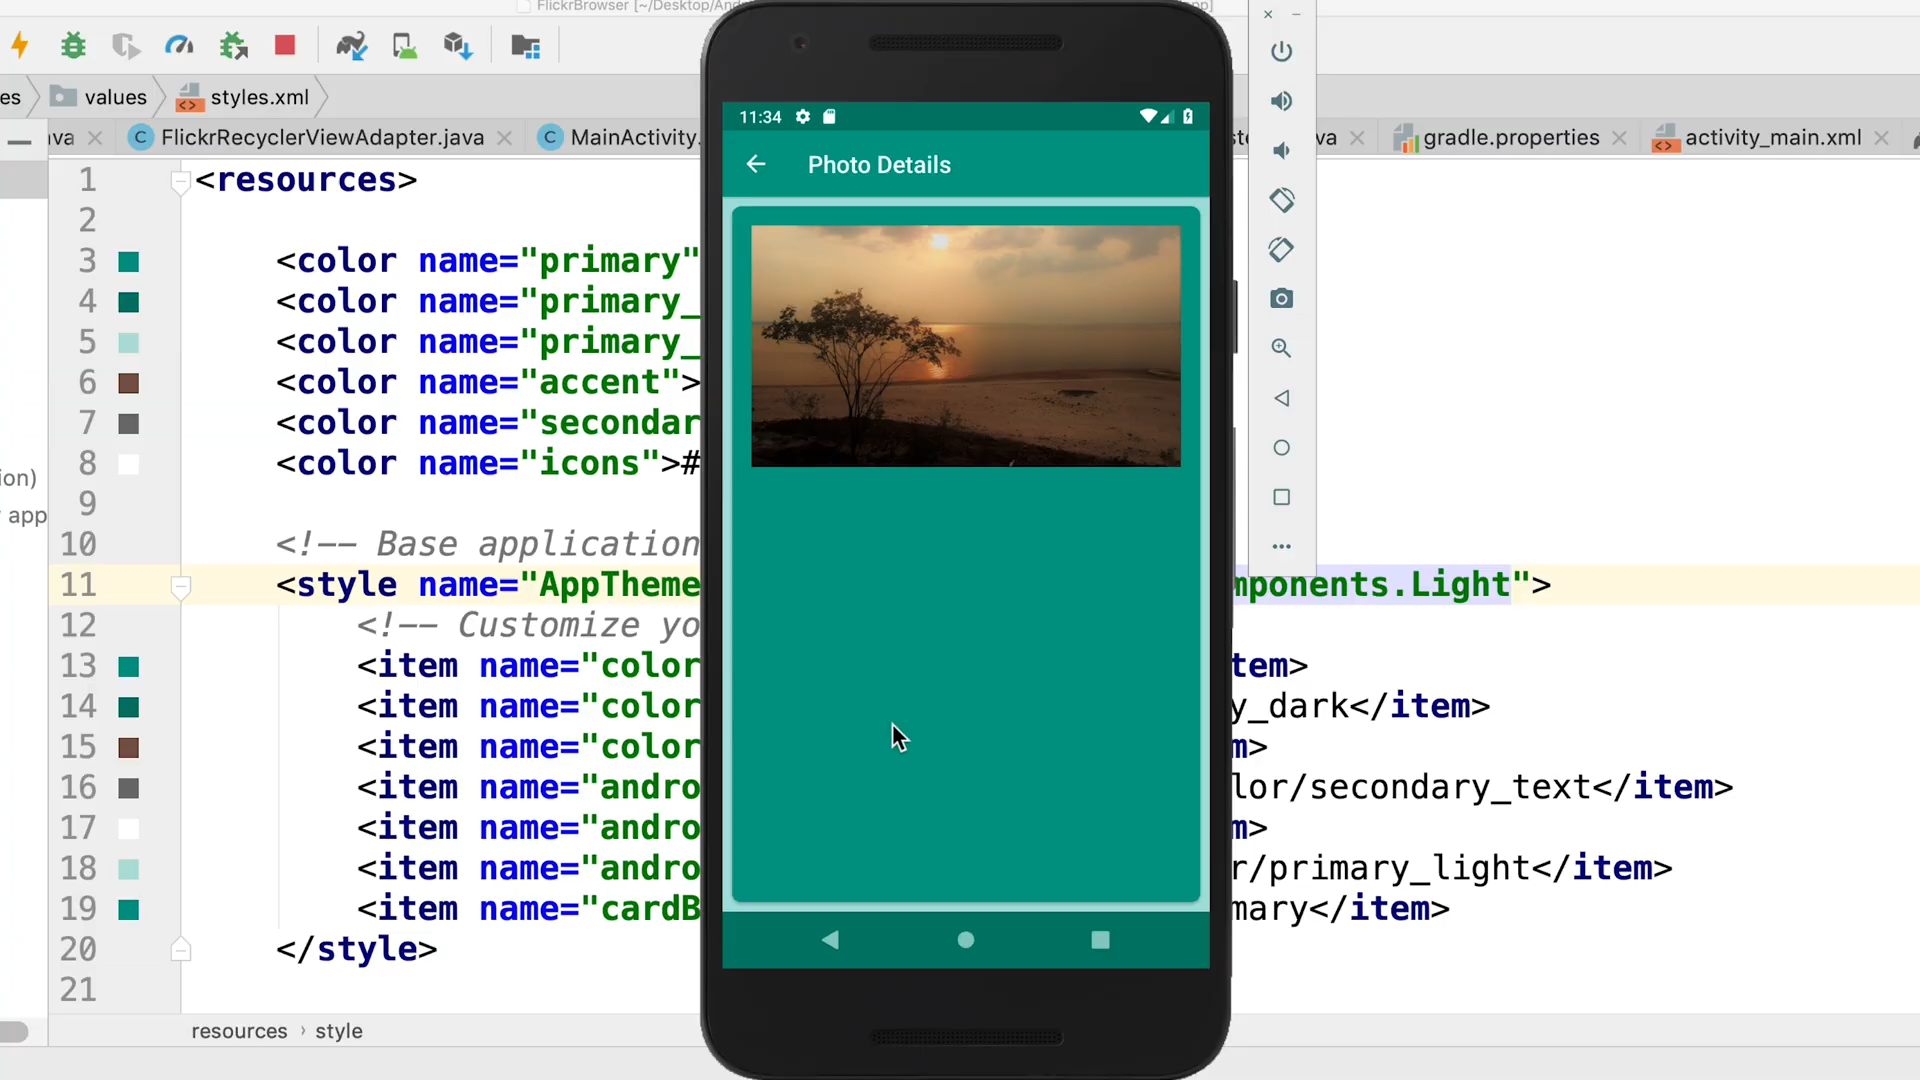 FlickrBrowser [~/Desktop/And
es
values
styles.xml
va
FlickrRecyclerViewAdapter.java
MainActivity.
va
gradle.properties
activity_main.xml
1 <resources>
2
3 <color name="primary"
4 <color name="primary_
5 <color name="primary_
6 <color name="accent">
7 <color name="secondar
8 <color name="icons">#
9
10 <!-- Base application
11 <style name="AppTheme mponents.Light">
12 <!-- Customize yo
13 <item name="color tem>
14 <item name="color y_dark</item>
15 <item name="color m>
16 <item name="andro lor/secondary_text</item>
17 <item name="andro m>
18 <item name="andro r/primary_light</item>
19 <item name="cardB mary</item>
20 </style>
21
ion)
app
resources › style
11:34
Photo Details